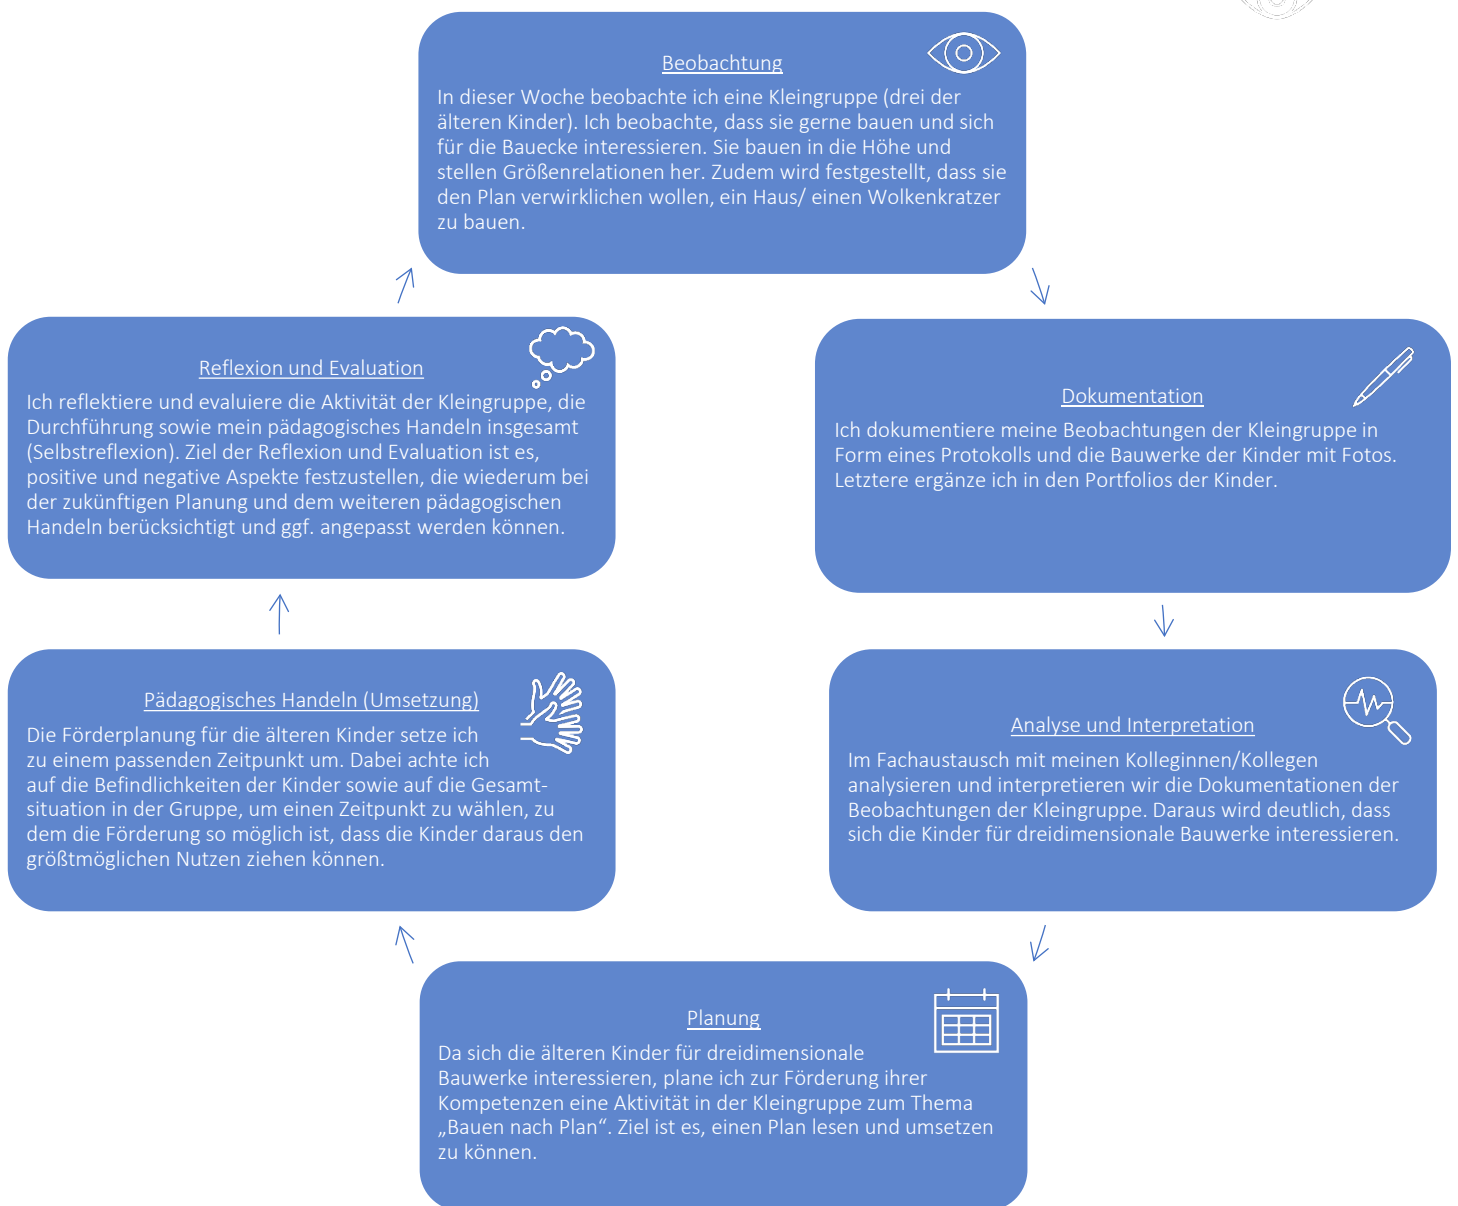 Beobachtung
In dieser Woche beobachte ich eine Kleingruppe (drei der
älteren Kinder). Ich beobachte, dass sie gerne bauen und sich
für die Bauecke interessieren. Sie bauen in die Höhe und
stellen Größenrelationen her. Zudem wird festgestellt, dass sie
den Plan verwirklichen wollen, ein Haus/ einen Wolkenkratzer
zu bauen.
Dokumentation
Ich dokumentiere meine Beobachtungen der Kleingruppe in
Form eines Protokolls und die Bauwerke der Kinder mit Fotos.
Letztere ergänze ich in den Portfolios der Kinder.
Analyse und Interpretation
Im Fachaustausch mit meinen Kolleginnen/Kollegen
analysieren und interpretieren wir die Dokumentationen der
Beobachtungen der Kleingruppe. Daraus wird deutlich, dass
sich die Kinder für dreidimensionale Bauwerke interessieren.
Planung
Da sich die älteren Kinder für dreidimensionale
Bauwerke interessieren, plane ich zur Förderung ihrer
Kompetenzen eine Aktivität in der Kleingruppe zum Thema
„Bauen nach Plan“. Ziel ist es, einen Plan lesen und umsetzen
zu können.
Pädagogisches Handeln (Umsetzung)
Die Förderplanung für die älteren Kinder setze ich
zu einem passenden Zeitpunkt um. Dabei achte ich
auf die Befindlichkeiten der Kinder sowie auf die Gesamt-
situation in der Gruppe, um einen Zeitpunkt zu wählen, zu
dem die Förderung so möglich ist, dass die Kinder daraus den
größtmöglichen Nutzen ziehen können.
Reflexion und Evaluation
Ich reflektiere und evaluiere die Aktivität der Kleingruppe, die
Durchführung sowie mein pädagogisches Handeln insgesamt
(Selbstreflexion). Ziel der Reflexion und Evaluation ist es,
positive und negative Aspekte festzustellen, die wiederum bei
der zukünftigen Planung und dem weiteren pädagogischen
Handeln berücksichtigt und ggf. angepasst werden können.